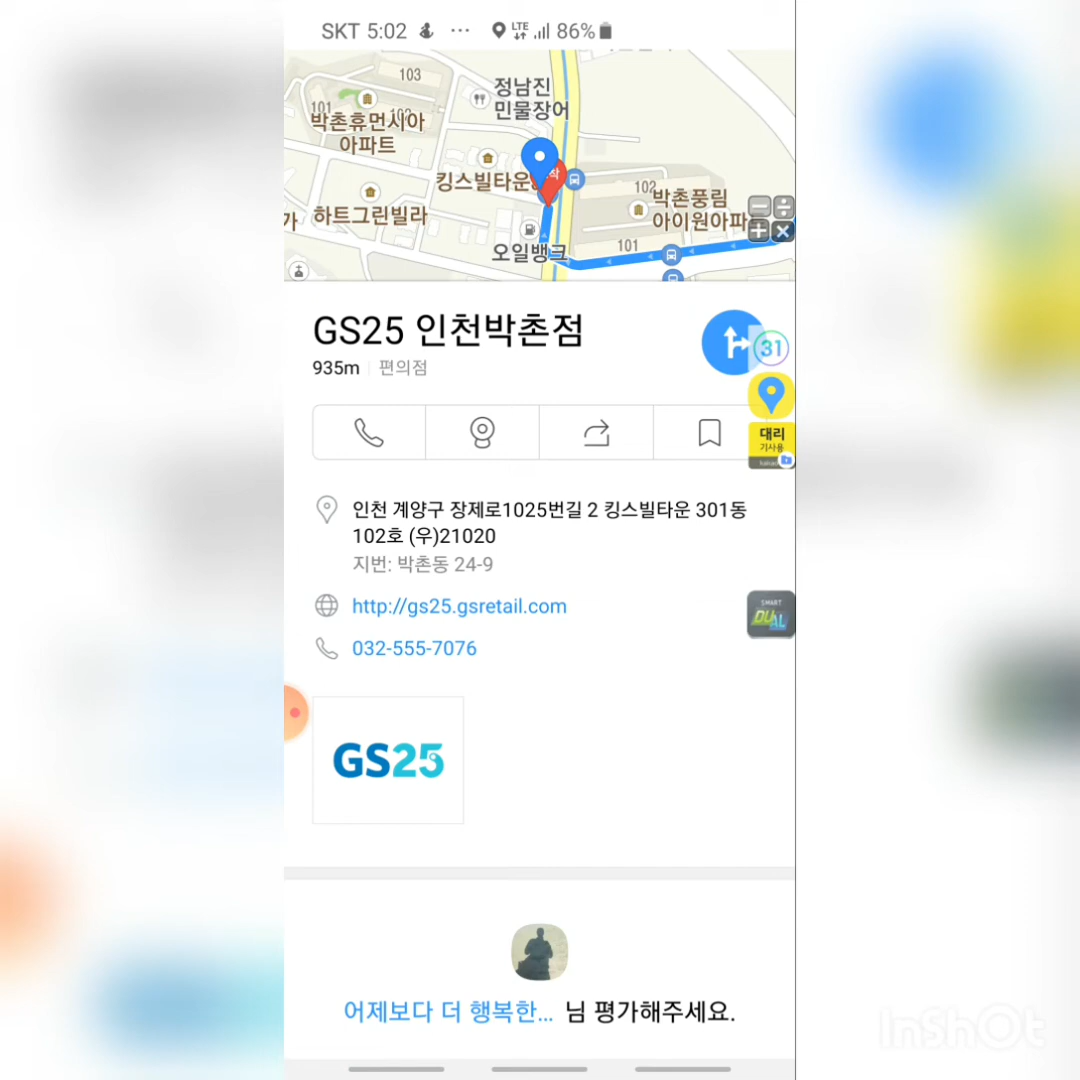 SKT 5:02 ... LTE 86%
103
정남진
민물장어
101
박촌휴먼시아
아파트
킹스빌타운
102
박촌풍림
아이원아파
가
하트그린빌라
오일뱅크
101
GS25 인천박촌점
31
935m 편의점
대리
기사용
인천 계양구 장제로1025번길 2 킹스빌타운 301동
102호 (우)21020
지번: 박촌동 24-9
http://gs25.gsretail.com
SMART
DUAL
032-555-7076
GS25
어제보다 더 행복한... 님 평가해주세요.
InShOt